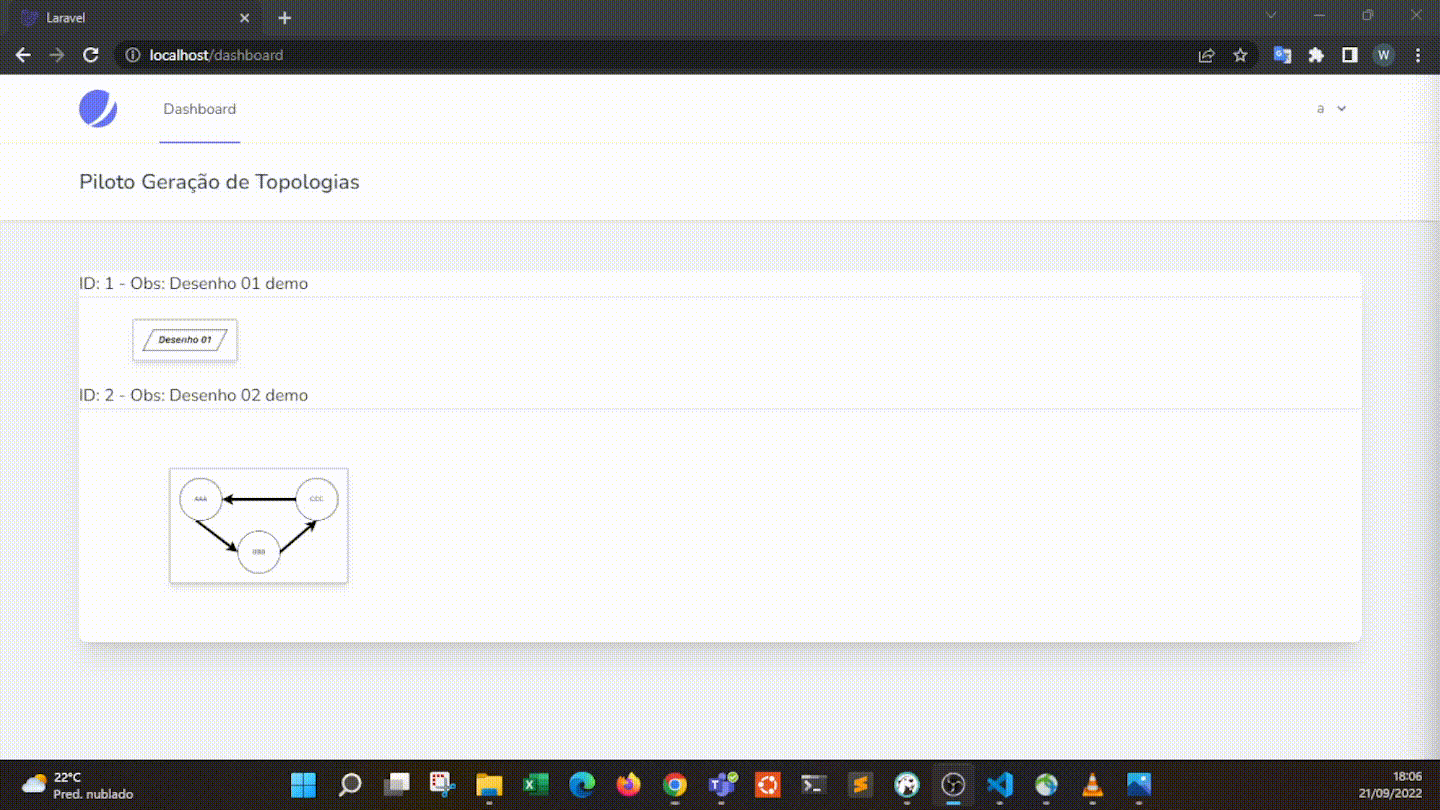 Laravel
localhost/dashboard
W
Dashboard
a
Piloto Geração de Topologias
ID: 1 - Obs: Desenho 01 demo
Desenho 01
ID: 2 - Obs: Desenho 02 demo
AAA
CCC
BBB
22°C
Pred. nublado
18:06
21/09/2022